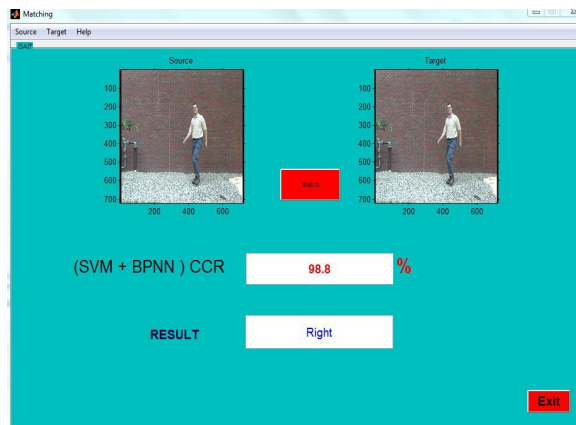 Matching
Source Target Help
GAIT
Source
Target
100
200
300
400
500
600
700
200 400 600
100
200
300
400
500
600
700
200 400 600
Match
(SVM + BPNN ) CCR
98.8
%
RESULT
Right
Exit